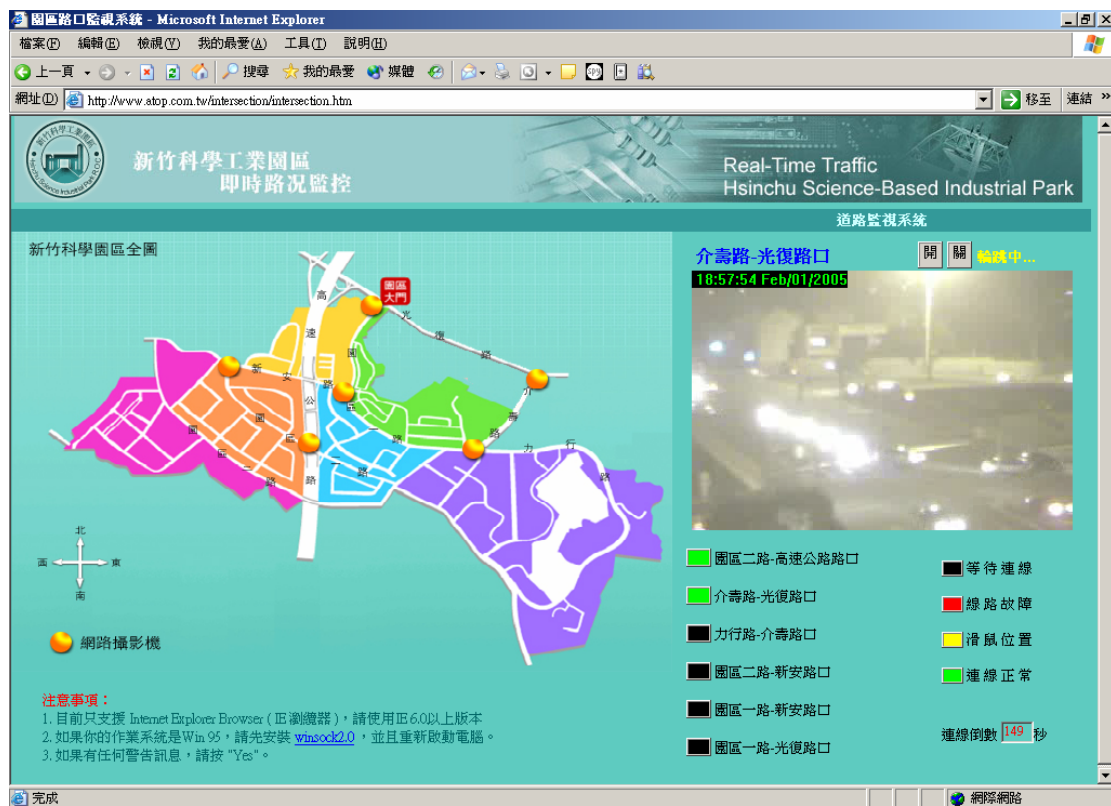 園區路口監視系統 - Microsoft Internet Explorer
檔案(F) 編輯(E) 檢視(V) 我的最愛(A) 工具(T) 說明(H)
上一頁 搜尋 我的最愛 媒體
網址(D) http://www.atop.com.tw/intersection/intersection.htm 移至 連結 »
新竹科學工業園區
即時路況監控
Real-Time Traffic
Hsinchu Science-Based Industrial Park
道路監視系統
新竹科學園區全圖
園區
大門
高速公路
光復路
新安路
園區一路
園區二路
介壽路
力行路
北
西 東
南
網路攝影機
注意事項：
1. 目前只支援 Internet Explorer Browser ( IE 瀏纜器 )，請使用IE 6.0以上版本
2. 如果你的作業系統是Win 95，請先安裝 winsock2.0 ，並且重新啟動電腦。
3. 如果有任何警告訊息，請按 "Yes"。
介壽路-光復路口 開 關 輪跳中...
18:57:54 Feb/01/2005
園區二路-高速公路路口
介壽路-光復路口
力行路-介壽路口
園區二路-新安路口
園區一路-新安路口
園區一路-光復路口
等待連線
線路故障
滑鼠位置
連線正常
連線倒數 149 秒
完成 網際網路